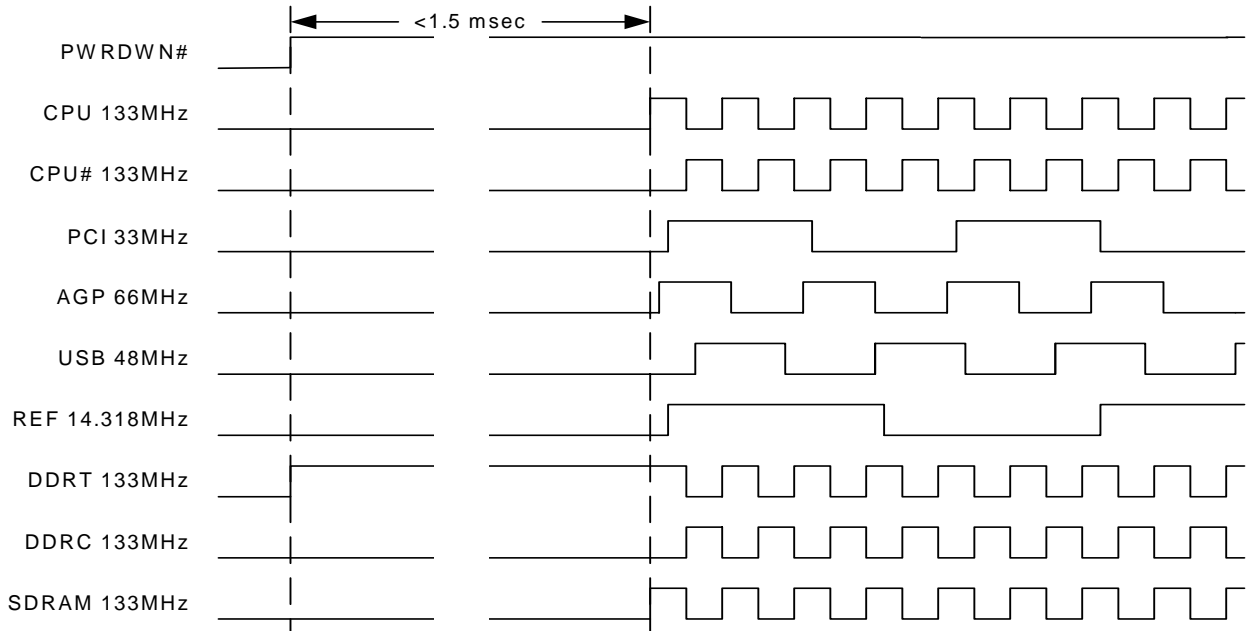 <1.5 msec
PWRDWN#
CPU 133MHz
CPU# 133MHz
PCI 33MHz
AGP 66MHz
USB 48MHz
REF 14.318MHz
DDRT 133MHz
DDRC 133MHz
SDRAM 133MHz